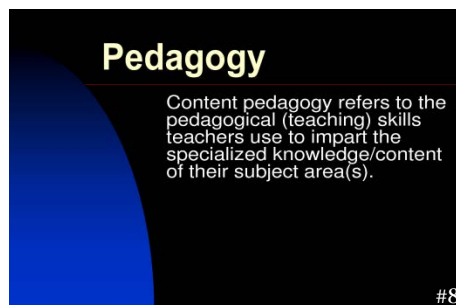 Pedagogy
Content pedagogy refers to the
pedagogical (teaching) skills
teachers use to impart the
specialized knowledge/content
of their subject area(s).
#8